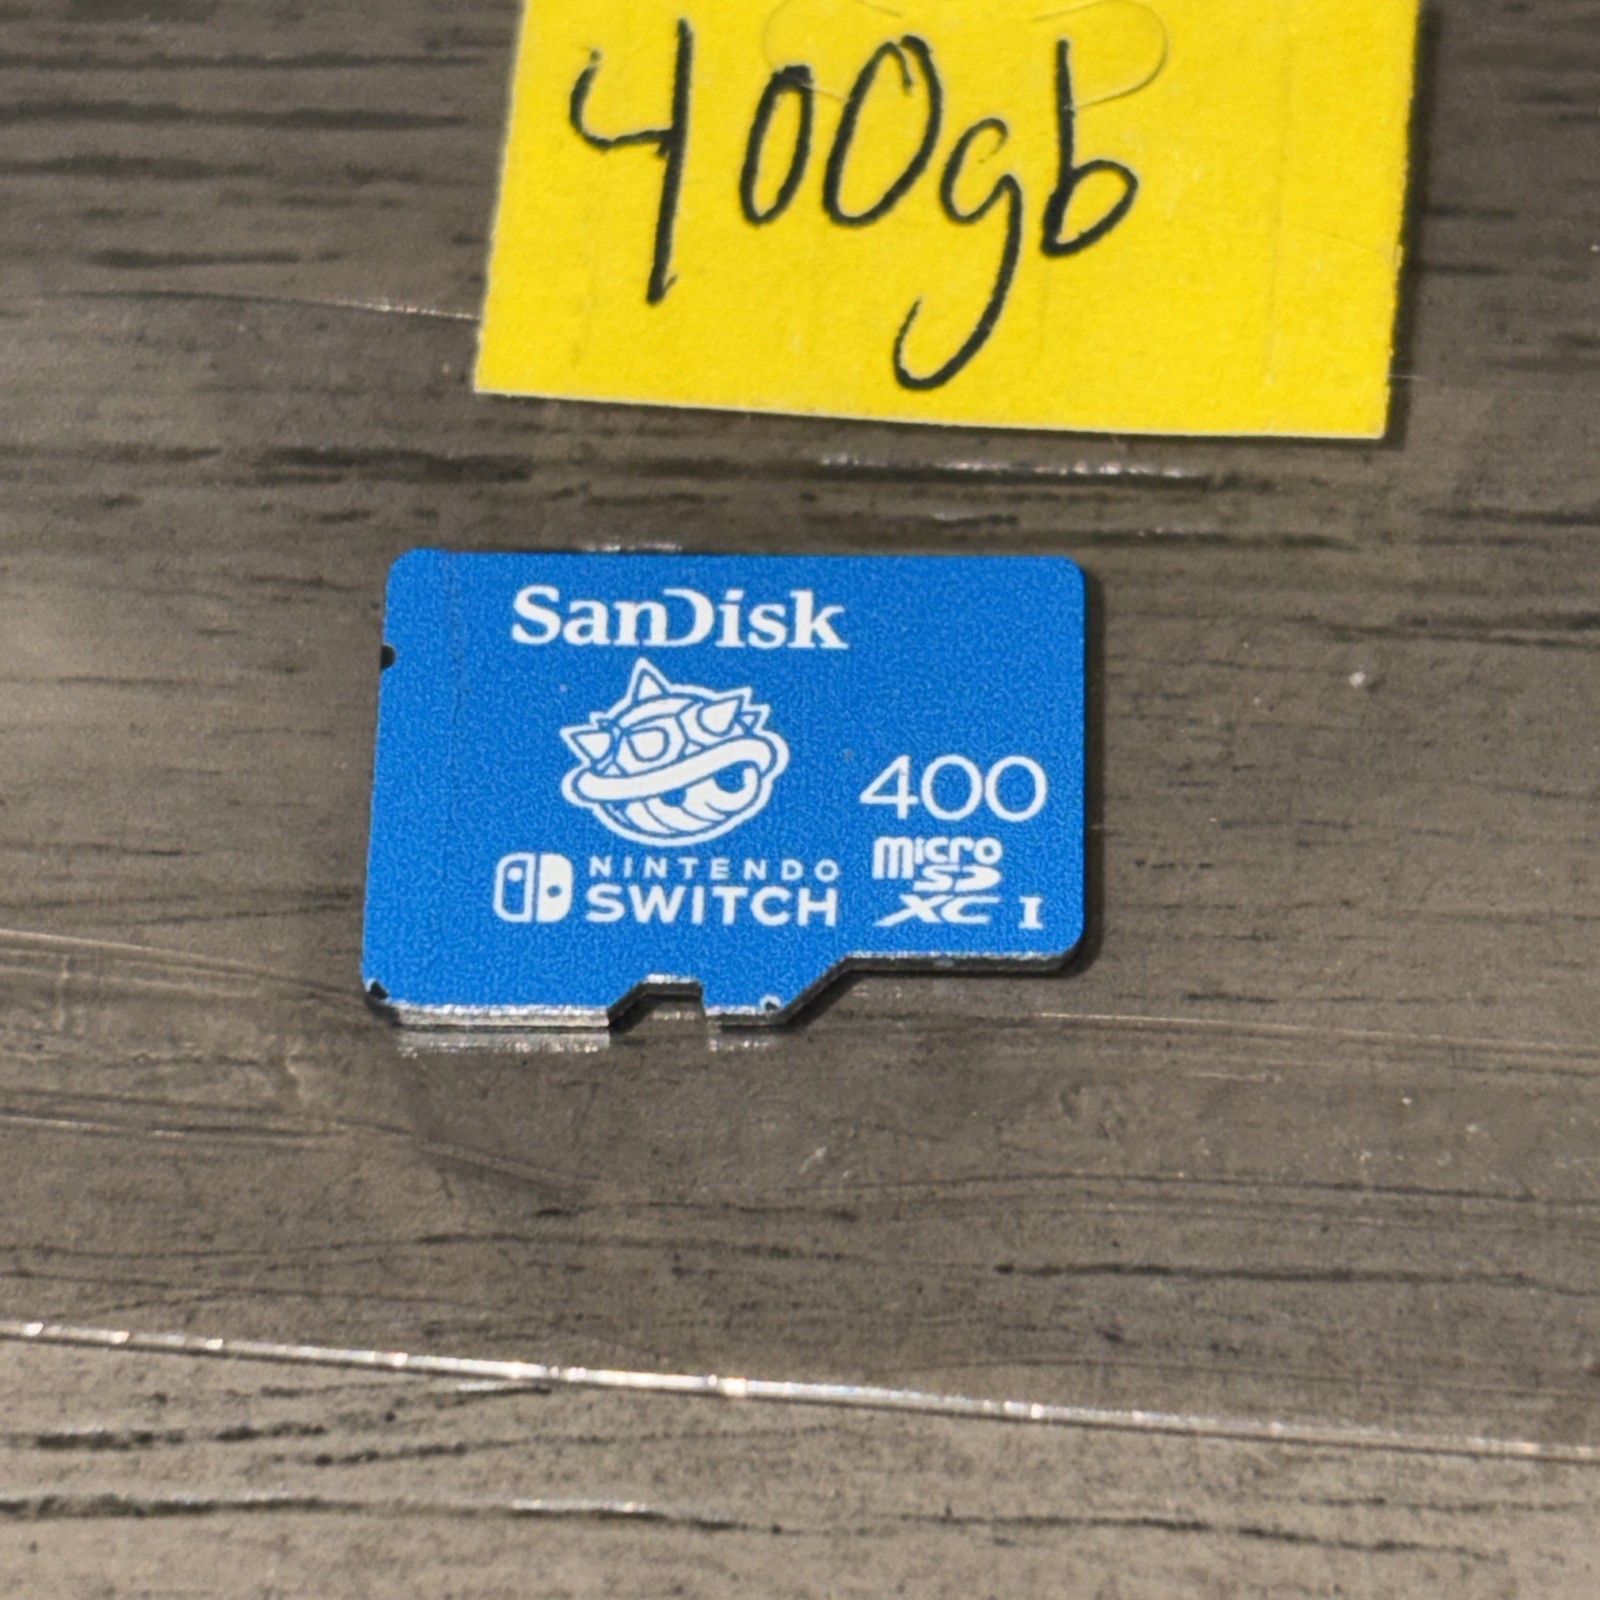 400gb
SanDisk
400
NINTENDO
SWITCH
micro
SD
XC I